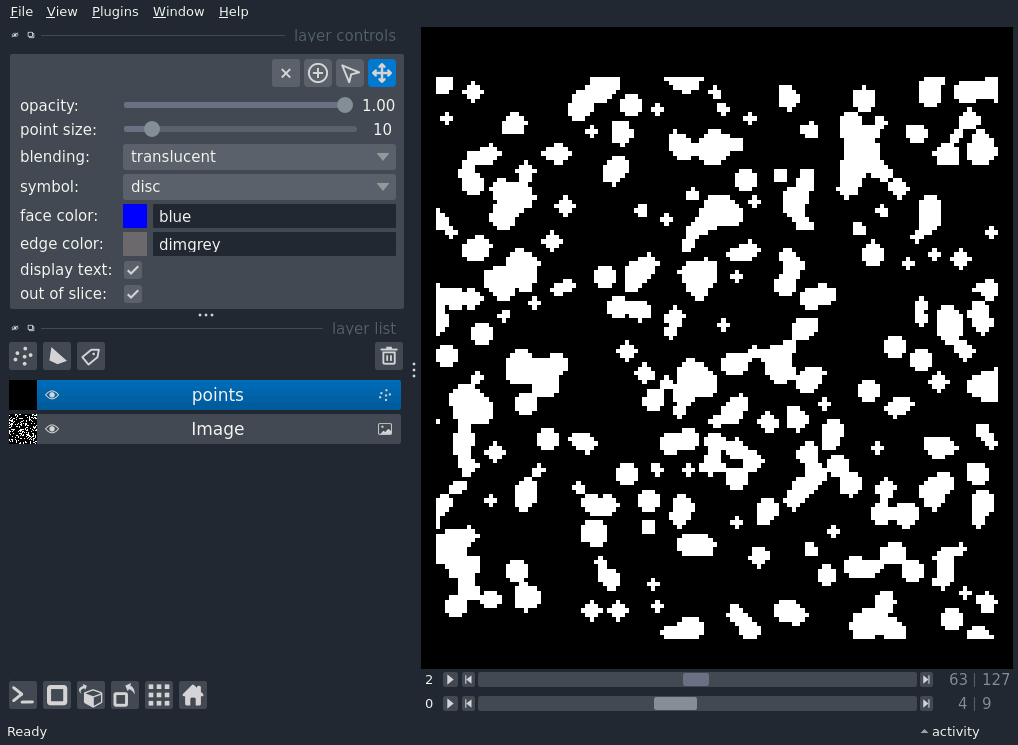 File View Plugins Window Help
layer controls
opacity: 1.00
point size: 10
blending: translucent
symbol: disc
face color: blue
edge color: dimgrey
display text:
out of slice:
layer list
points
Image
2 63 | 127
0 4 | 9
Ready activity